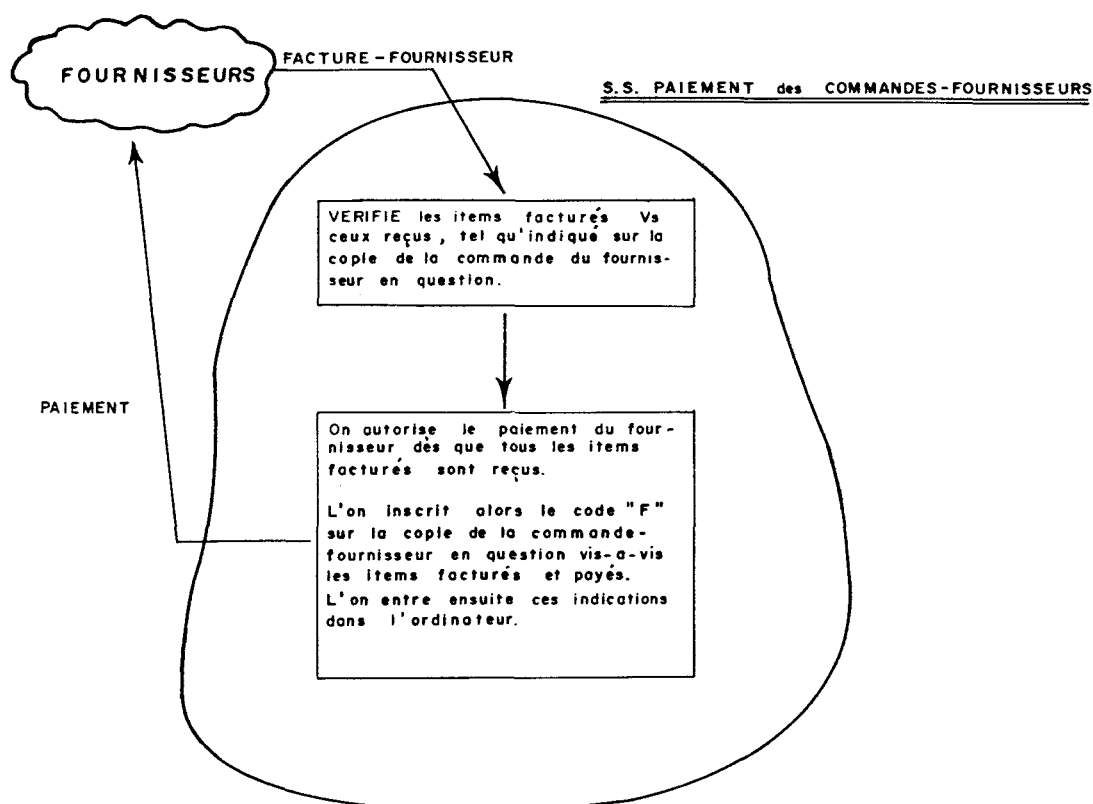 FOURNISSEURS
FACTURE-FOURNISSEUR
S.S. PAIEMENT des COMMANDES-FOURNISSEURS
VERIFIE les items facturés Vs
ceux reçus, tel qu'indiqué sur la
copie de la commande du fournis-
seur en question.
PAIEMENT
On autorise le paiement du four-
nisseur dès que tous les items
facturés sont reçus.
L'on inscrit alors le code "F"
sur la copie de la commande-
fournisseur en question vis-à-vis
les items facturés et payés.
L'on entre ensuite ces indications
dans l'ordinateur.